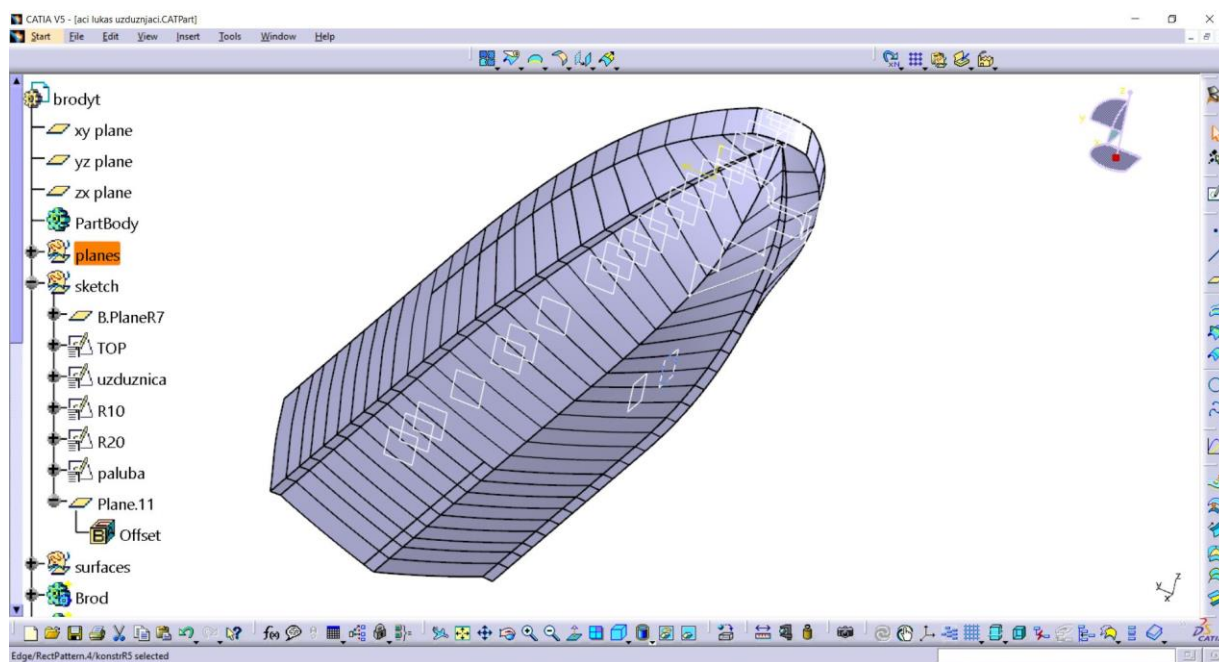 CATIA V5 - [aci lukas uzduznjaci.CATPart]
Start File Edit View Insert Tools Window Help
brodyt
xy plane
yz plane
zx plane
PartBody
planes
sketch
B.PlaneR7
TOP
uzduznica
R10
R20
paluba
Plane.11
Offset
surfaces
Brod
Edge/RectPattern.4/konstrR5 selected